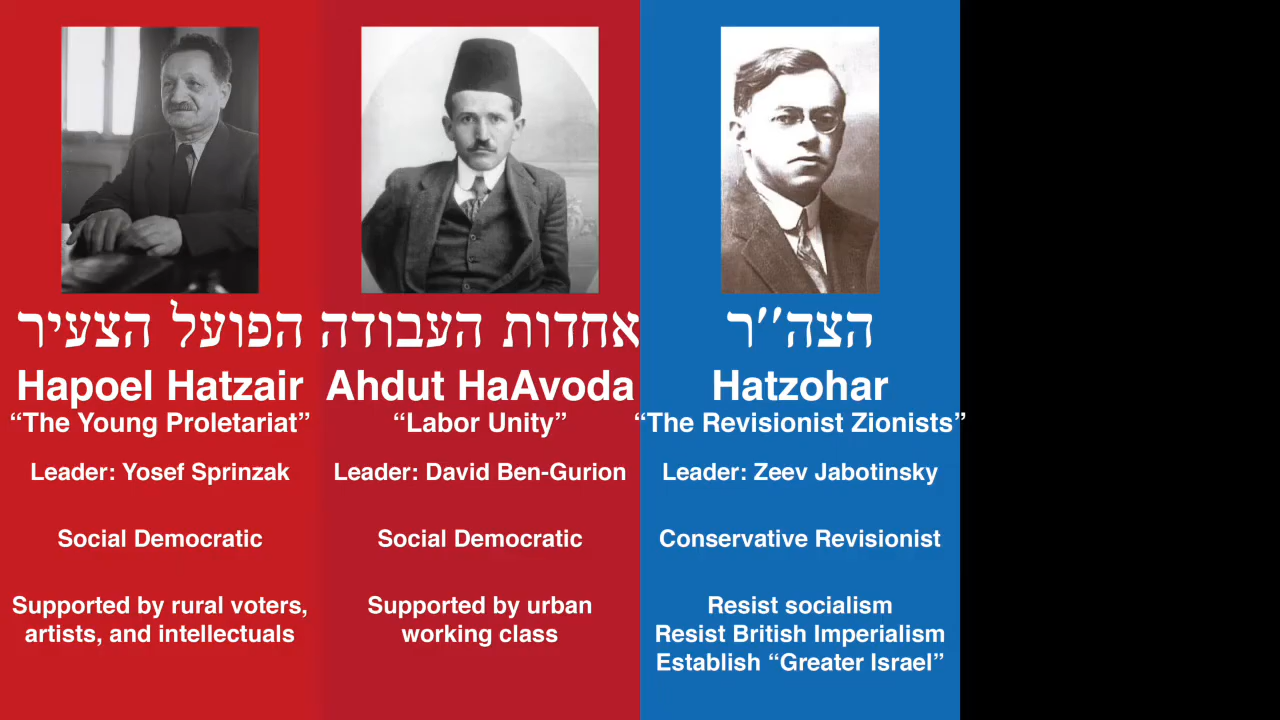 הפועל הצעיר
Hapoel Hatzair
“The Young Proletariat”
Leader: Yosef Sprinzak
Social Democratic
Supported by rural voters,
artists, and intellectuals
אחדות העבודה
Ahdut HaAvoda
“Labor Unity”
Leader: David Ben-Gurion
Social Democratic
Supported by urban
working class
הצה’’ר
Hatzohar
“The Revisionist Zionists”
Leader: Zeev Jabotinsky
Conservative Revisionist
Resist socialism
Resist British Imperialism
Establish “Greater Israel”